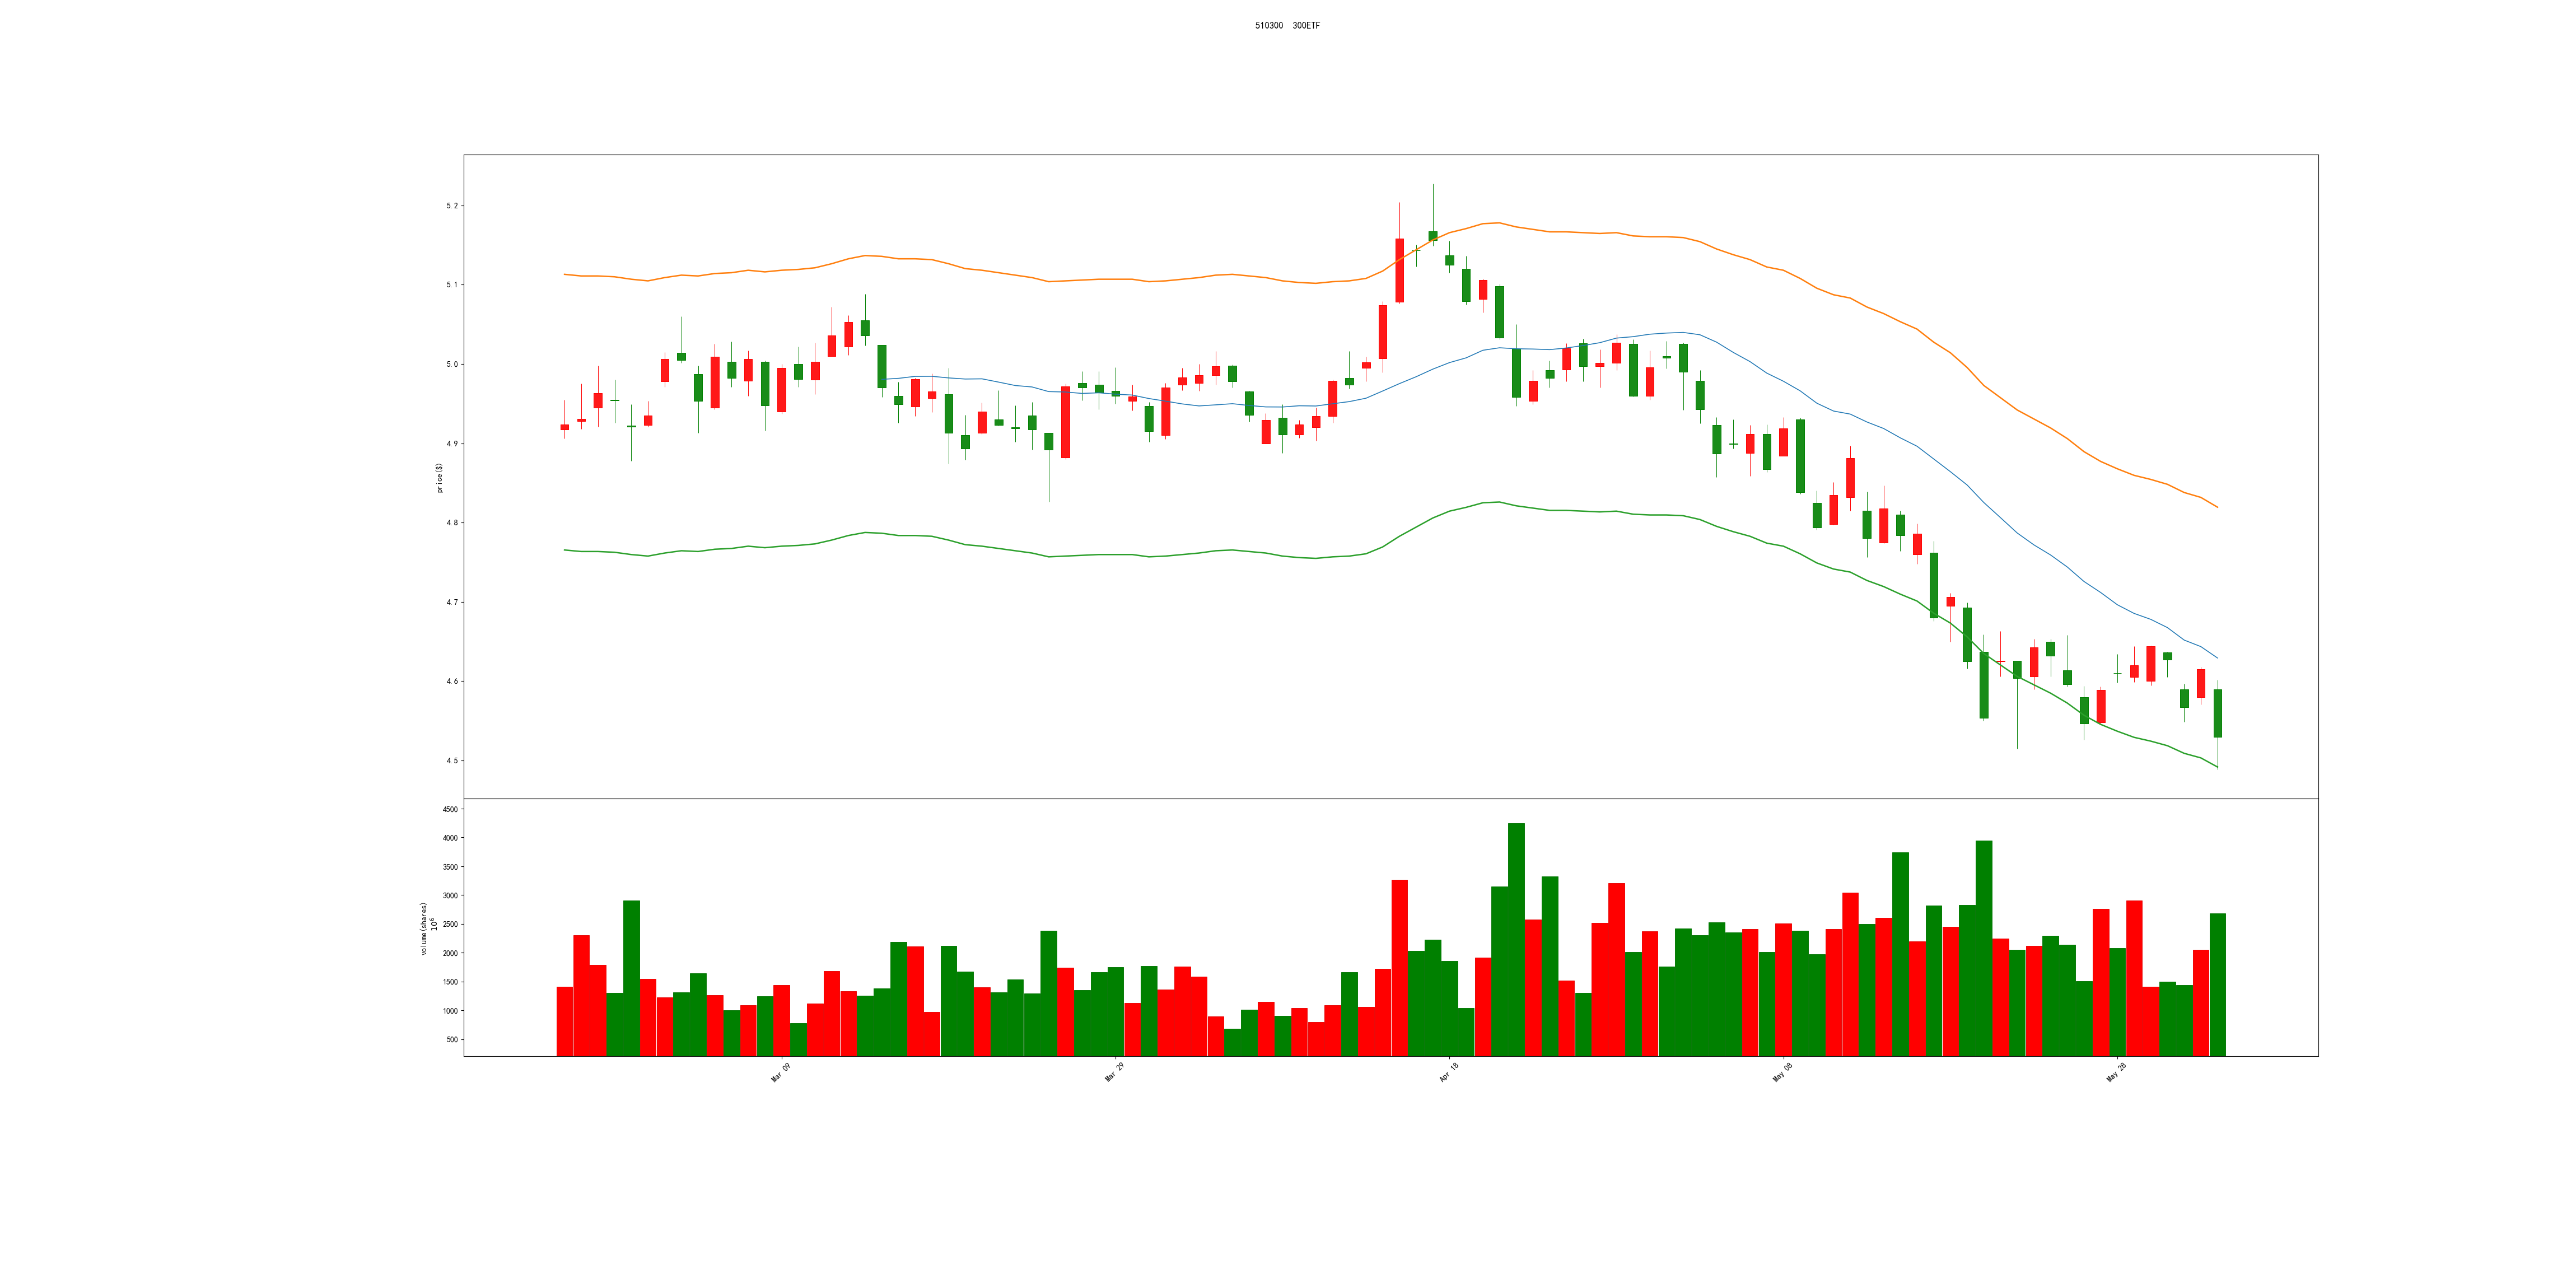 510300  300ETF
price($)
5.2
5.1
5.0
4.9
4.8
4.7
4.6
4.5
volume(shares)
10^6
4500
4000
3500
3000
2500
2000
1500
1000
500
Mar 09
Mar 29
Apr 18
May 08
May 28